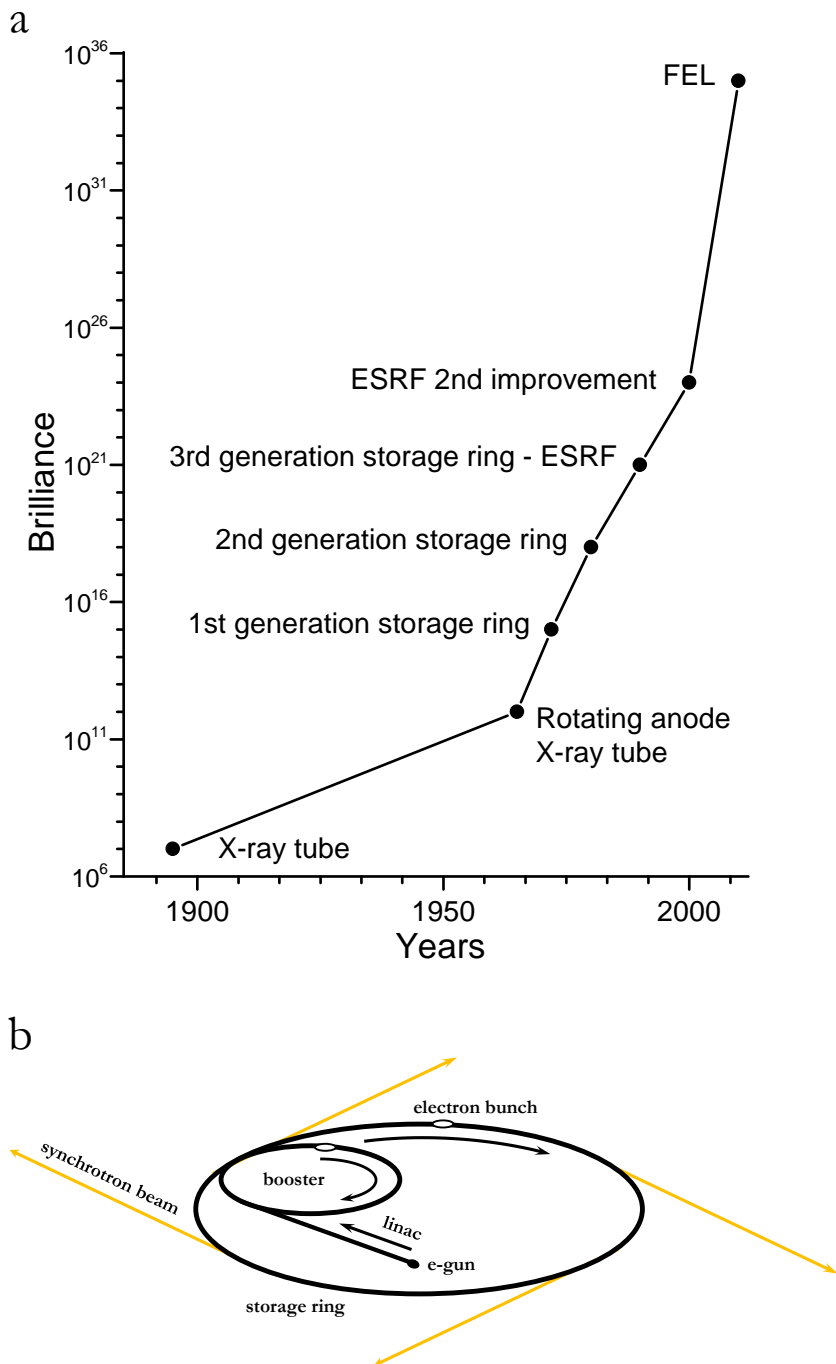 a
10^36
FEL
10^31
10^26
ESRF 2nd improvement
3rd generation storage ring - ESRF
10^21
Brilliance
2nd generation storage ring
10^16
1st generation storage ring
Rotating anode
X-ray tube
10^11
X-ray tube
10^6
1900 1950 2000
Years
b
electron bunch
synchrotron beam
booster
linac
e-gun
storage ring